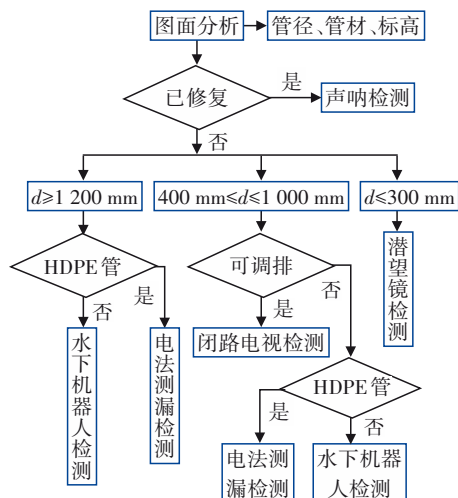 图面分析
管径、管材、标高
已修复
是
声呐检测
否
d≥1 200 mm
400 mm≤d≤1 000 mm
d≤300 mm
HDPE管
可调排
潜望镜检测
否
是
是
否
水下机器人检测
电法测漏检测
闭路电视检测
HDPE管
是
否
电法测
漏检测
水下机器
人检测